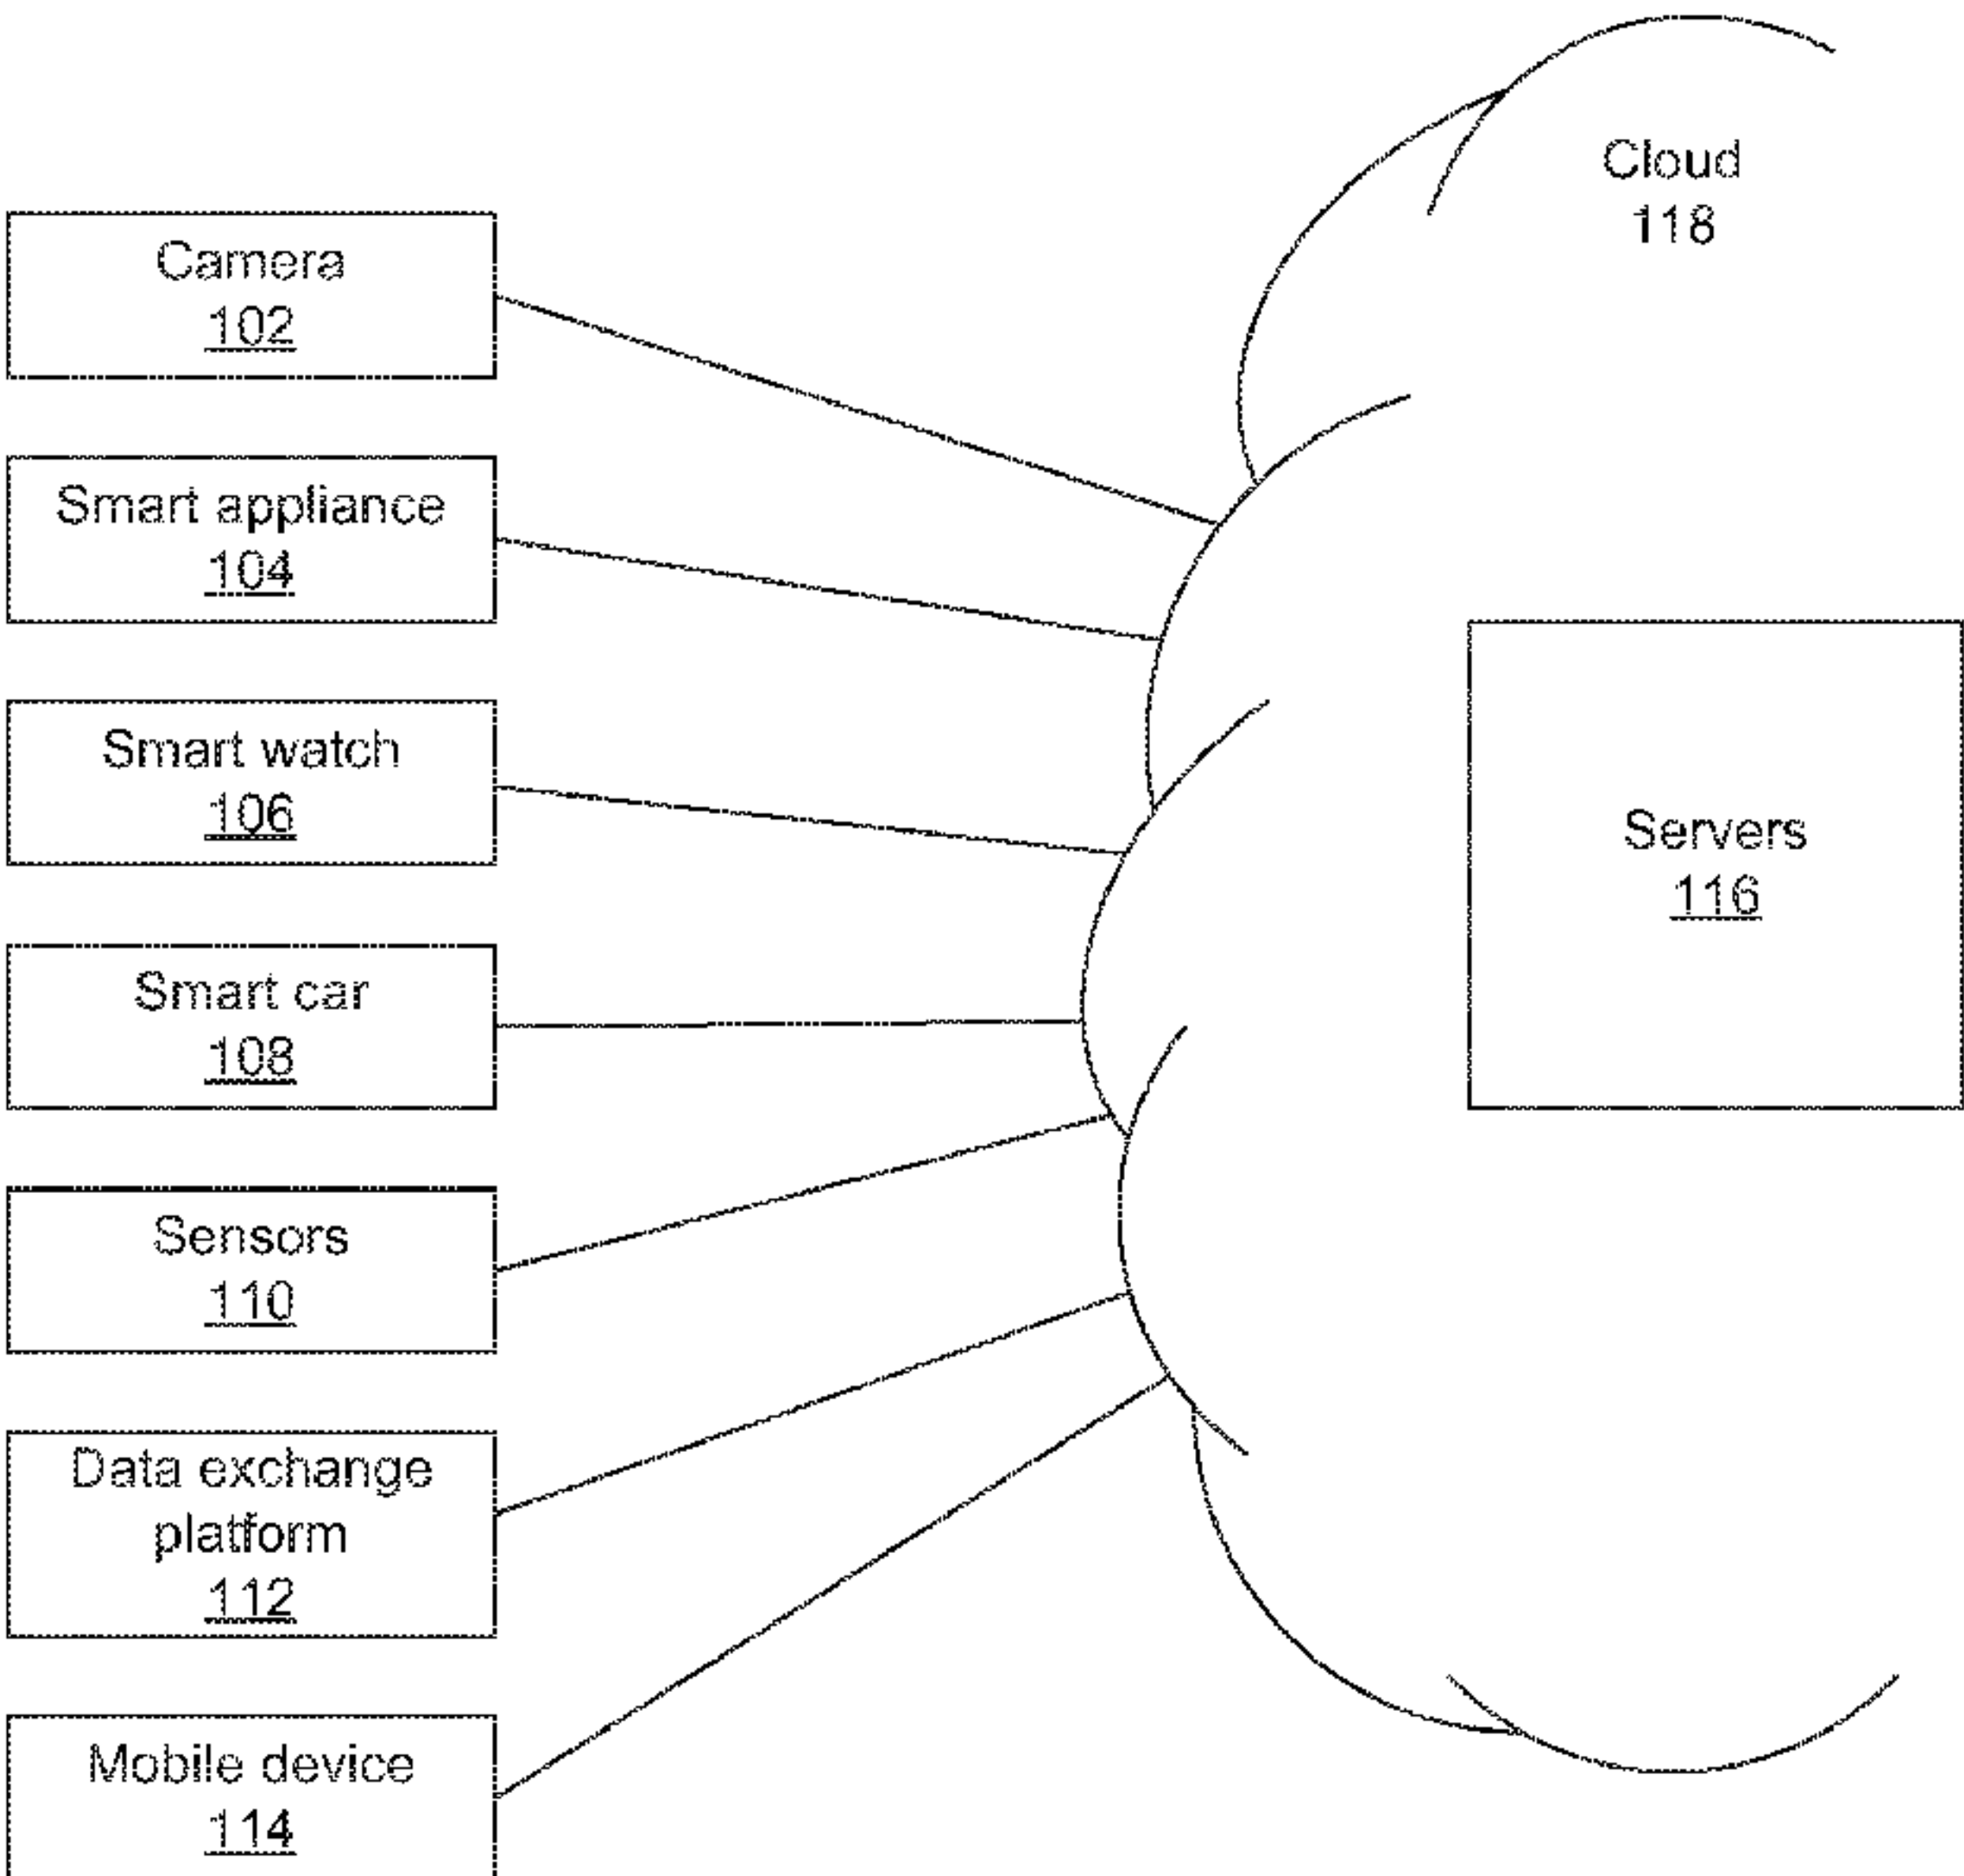 Cloud
118
Camera
102
Smart appliance
104
Smart watch
106
Servers
116
Smart car
108
Sensors
110
Data exchange
platform
112
Mobile device
114